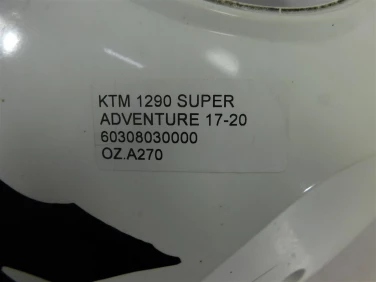 KTM 1290 SUPER
ADVENTURE 17-20
60308030000
OZ.A270